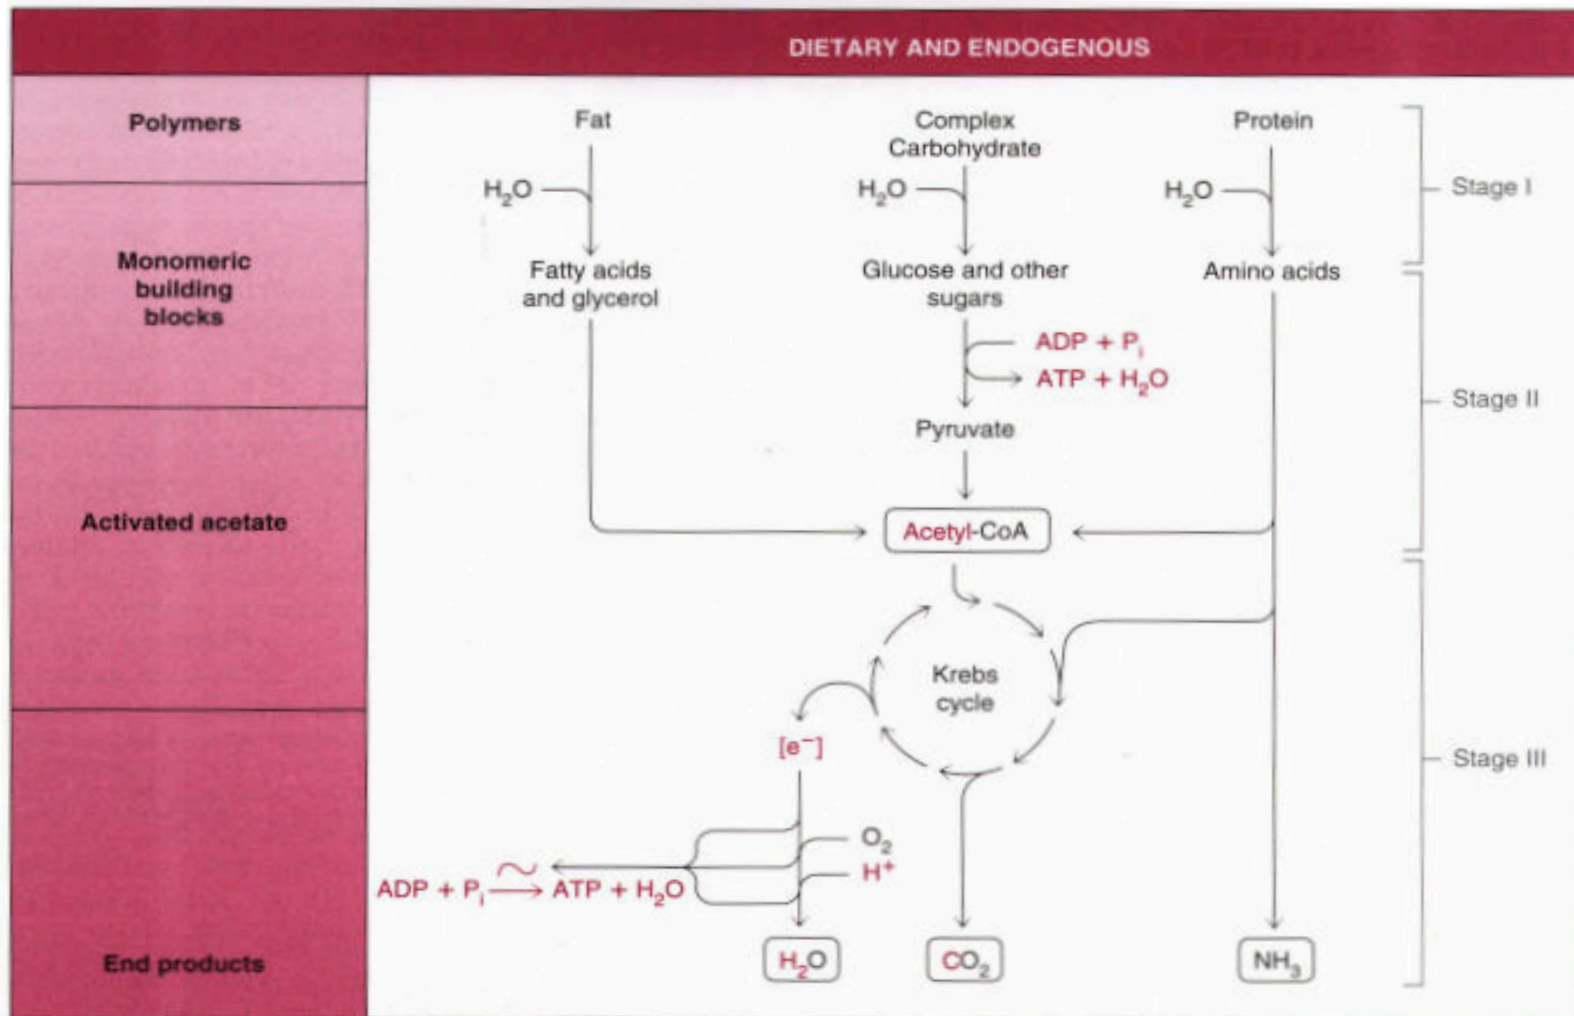 DIETARY AND ENDOGENOUS
Polymers
Fat
Complex
Carbohydrate
Protein
H₂O
H₂O
H₂O
Stage I
Monomeric
building
blocks
Fatty acids
and glycerol
Glucose and other
sugars
Amino acids
ADP + Pᵢ
ATP + H₂O
Stage II
Pyruvate
Activated acetate
Acetyl-CoA
Krebs
cycle
[e⁻]
Stage III
O₂
H⁺
ADP + Pᵢ ⟶ ~ ATP + H₂O
End products
H₂O
CO₂
NH₃